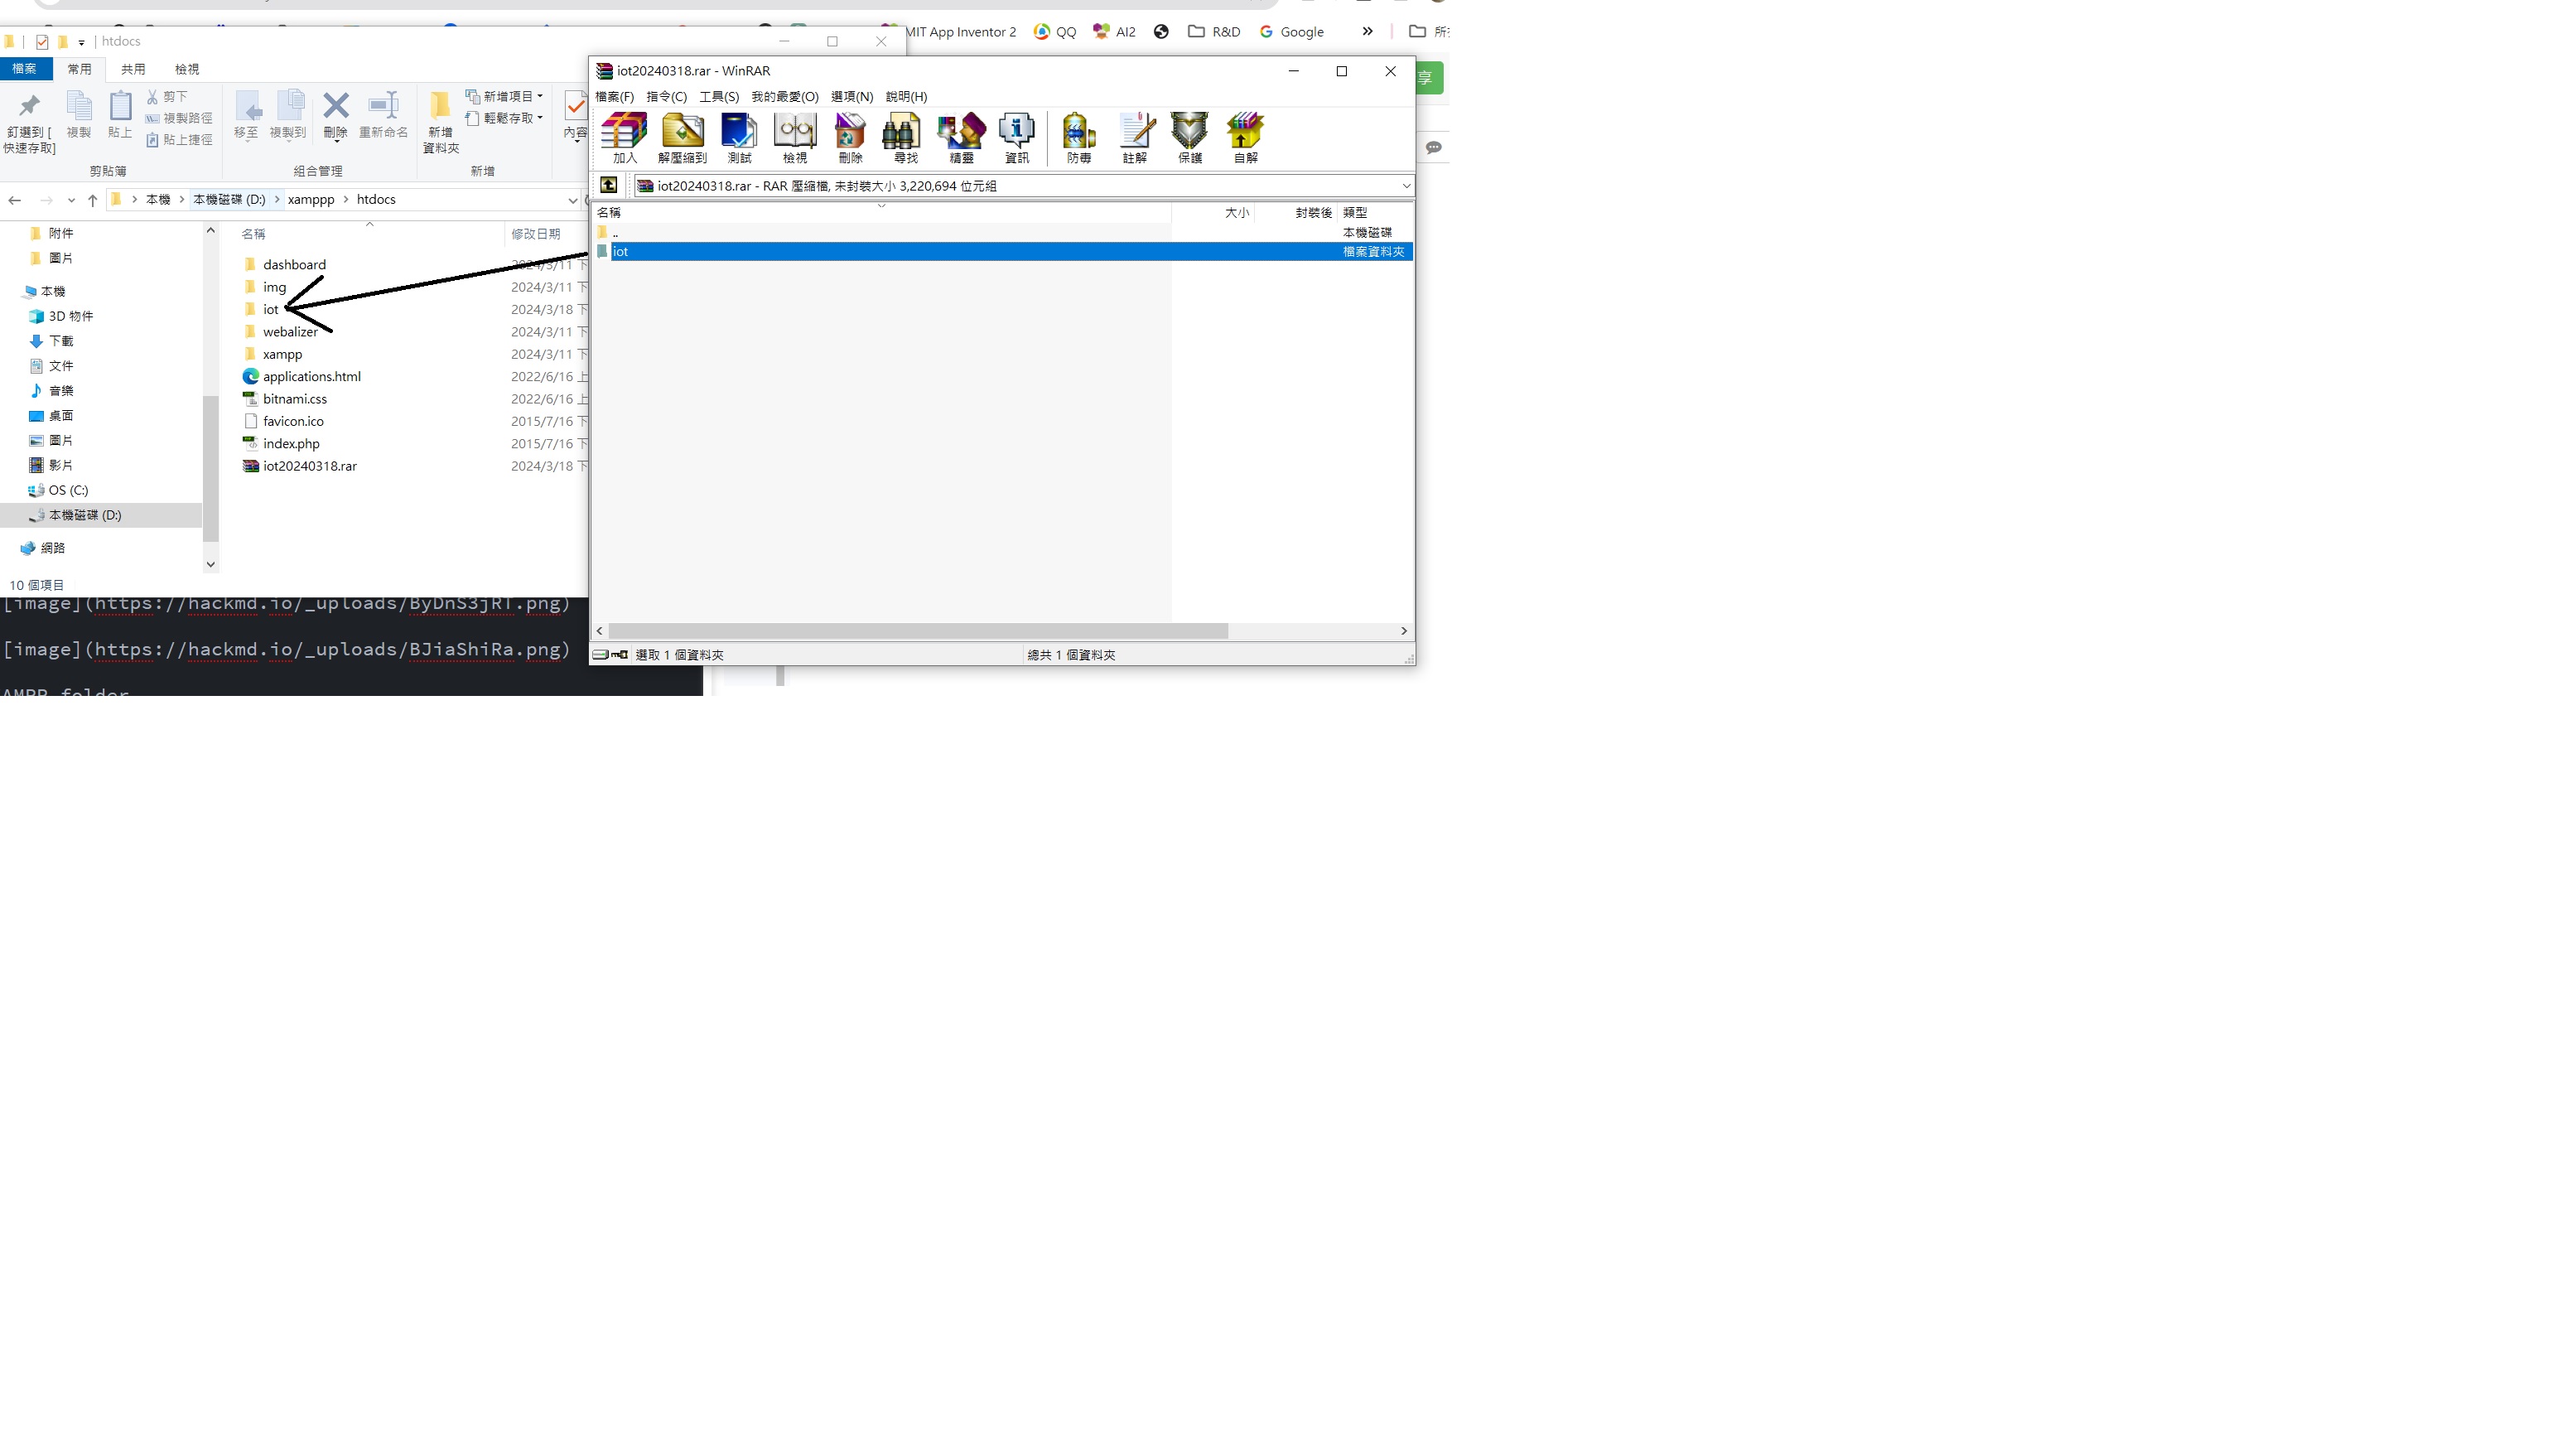 MIT App Inventor 2
QQ
AI2
R&D
Google
htdocs
檔案
常用
共用
檢視
釘選到 [
快速存取]
複製
貼上
剪下
複製路徑
貼上捷徑
剪貼簿
移至
複製到
刪除
重新命名
組合管理
新增
資料夾
新增項目
輕鬆存取
新增
內容
本機
本機磁碟 (D:)
xamppp
htdocs
附件
圖片
本機
3D 物件
下載
文件
音樂
桌面
圖片
影片
OS (C:)
本機磁碟 (D:)
網路
名稱
修改日期
dashboard
2024/3/11 下
img
2024/3/11 下
iot
2024/3/18 下
webalizer
2024/3/11 下
xampp
2024/3/11 下
applications.html
2022/6/16 上
bitnami.css
2022/6/16 上
favicon.ico
2015/7/16 下
index.php
2015/7/16 下
iot20240318.rar
2024/3/18 下
10 個項目
iot20240318.rar - WinRAR
檔案(F)
指令(C)
工具(S)
我的最愛(O)
選項(N)
說明(H)
加入
解壓縮到
測試
檢視
刪除
尋找
精靈
資訊
防毒
註解
保護
自解
iot20240318.rar - RAR 壓縮檔, 未封裝大小 3,220,694 位元組
名稱
大小
封裝後
類型
..
本機磁碟
iot
檔案資料夾
選取 1 個資料夾
總共 1 個資料夾
享
[image](https://hackmd.io/_uploads/ByDnS3jRT.png)
[image](https://hackmd.io/_uploads/BJiaShiRa.png)
folder